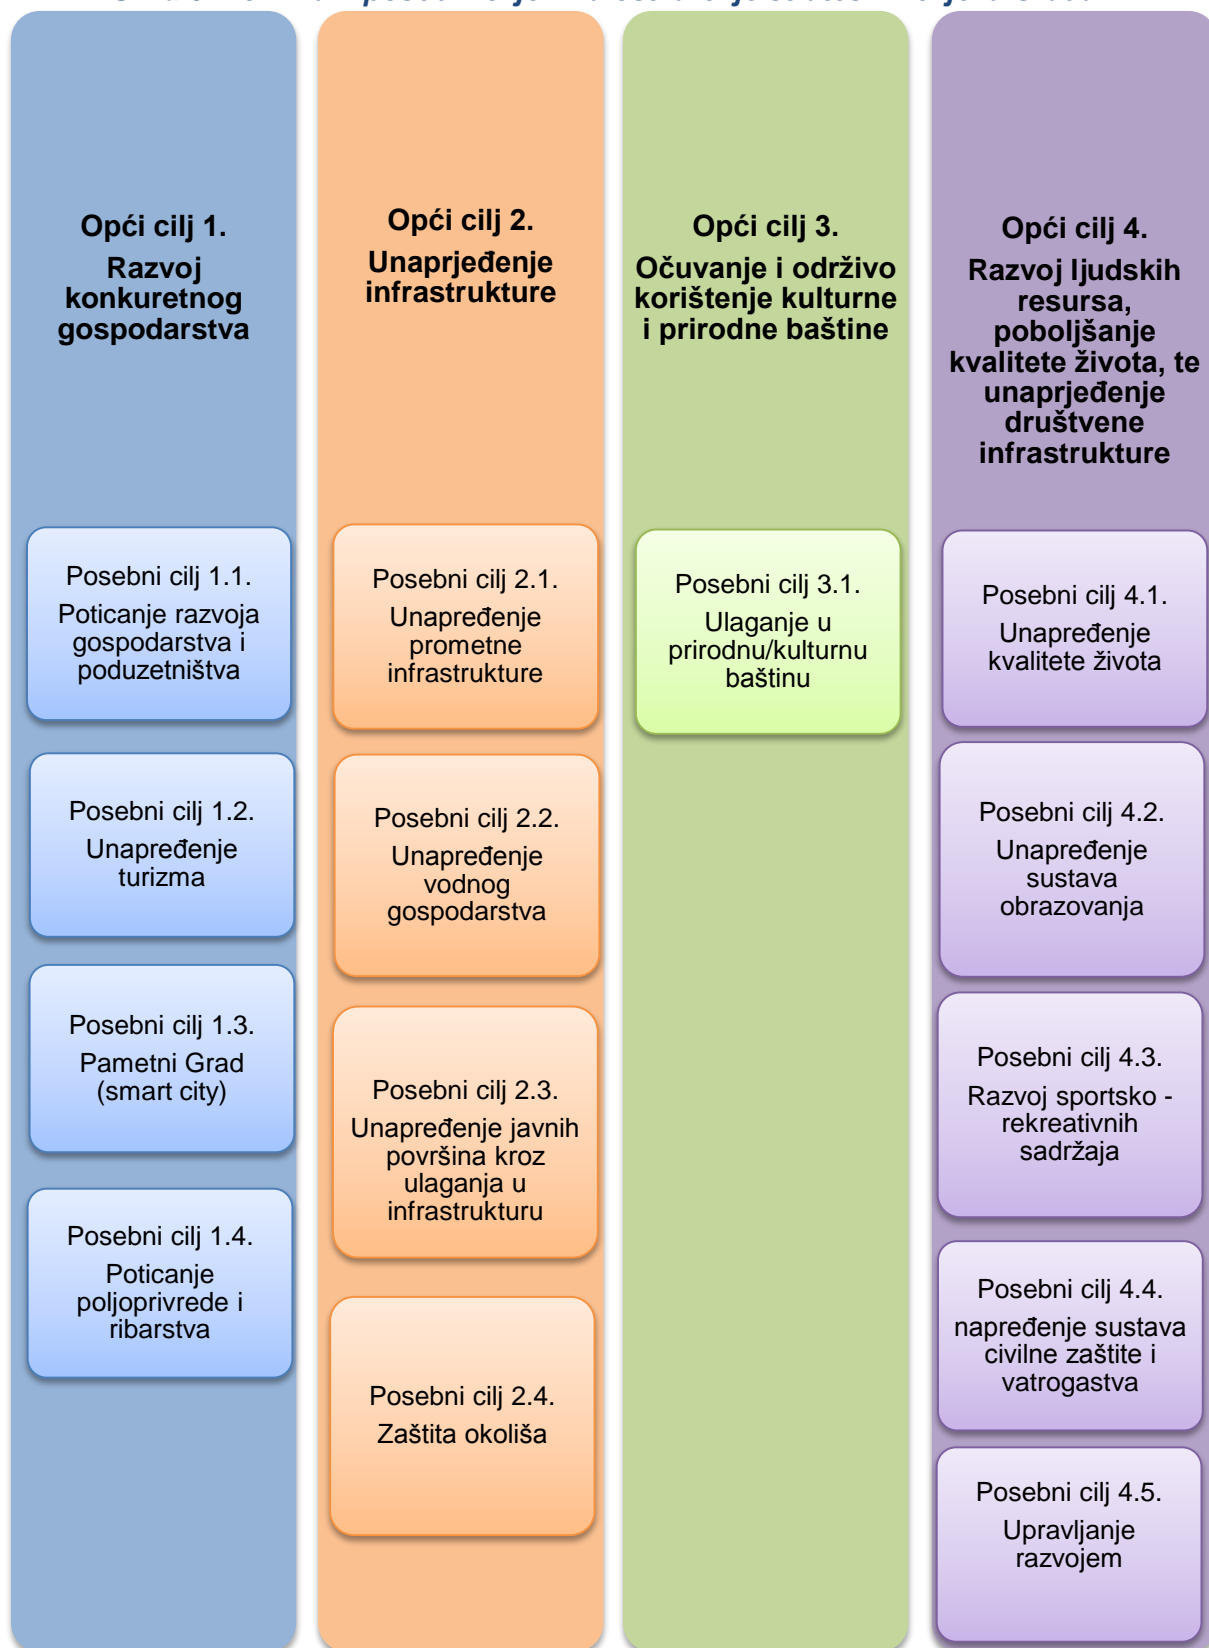 Opći cilj 1.
Razvoj
konkuretnog
gospodarstva
Posebni cilj 1.1.
Poticanje razvoja
gospodarstva i
poduzetništva
Posebni cilj 1.2.
Unapređenje
turizma
Posebni cilj 1.3.
Pametni Grad
(smart city)
Posebni cilj 1.4.
Poticanje
poljoprivrede i
ribarstva
Opći cilj 2.
Unaprjeđenje
infrastrukture
Posebni cilj 2.1.
Unapređenje
prometne
infrastrukture
Posebni cilj 2.2.
Unapređenje
vodnog
gospodarstva
Posebni cilj 2.3.
Unapređenje javnih
površina kroz
ulaganja u
infrastrukturu
Posebni cilj 2.4.
Zaštita okoliša
Opći cilj 3.
Očuvanje i održivo
korištenje kulturne
i prirodne baštine
Posebni cilj 3.1.
Ulaganje u
prirodnu/kulturnu
baštinu
Opći cilj 4.
Razvoj ljudskih
resursa,
poboljšanje
kvalitete života, te
unaprjeđenje
društvene
infrastrukture
Posebni cilj 4.1.
Unapređenje
kvalitete života
Posebni cilj 4.2.
Unapređenje
sustava
obrazovanja
Posebni cilj 4.3.
Razvoj sportsko -
rekreativnih
sadržaja
Posebni cilj 4.4.
napređenje sustava
civilne zaštite i
vatrogastva
Posebni cilj 4.5.
Upravljanje
razvojem